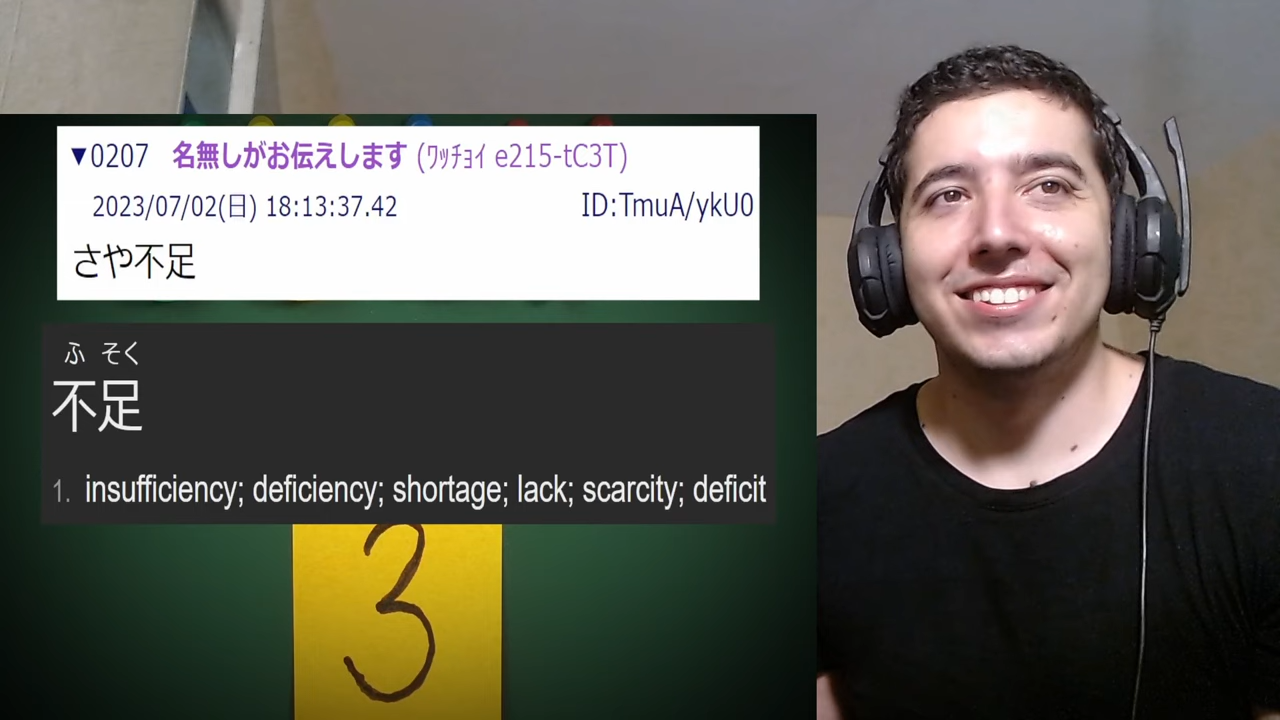 ▼0207 名無しがお伝えします (ﾜｯﾁｮｲ e215-tC3T)
2023/07/02(日) 18:13:37.42 ID:TmuA/ykU0
さや不足
ふ そく
不足
1. insufficiency; deficiency; shortage; lack; scarcity; deficit
3